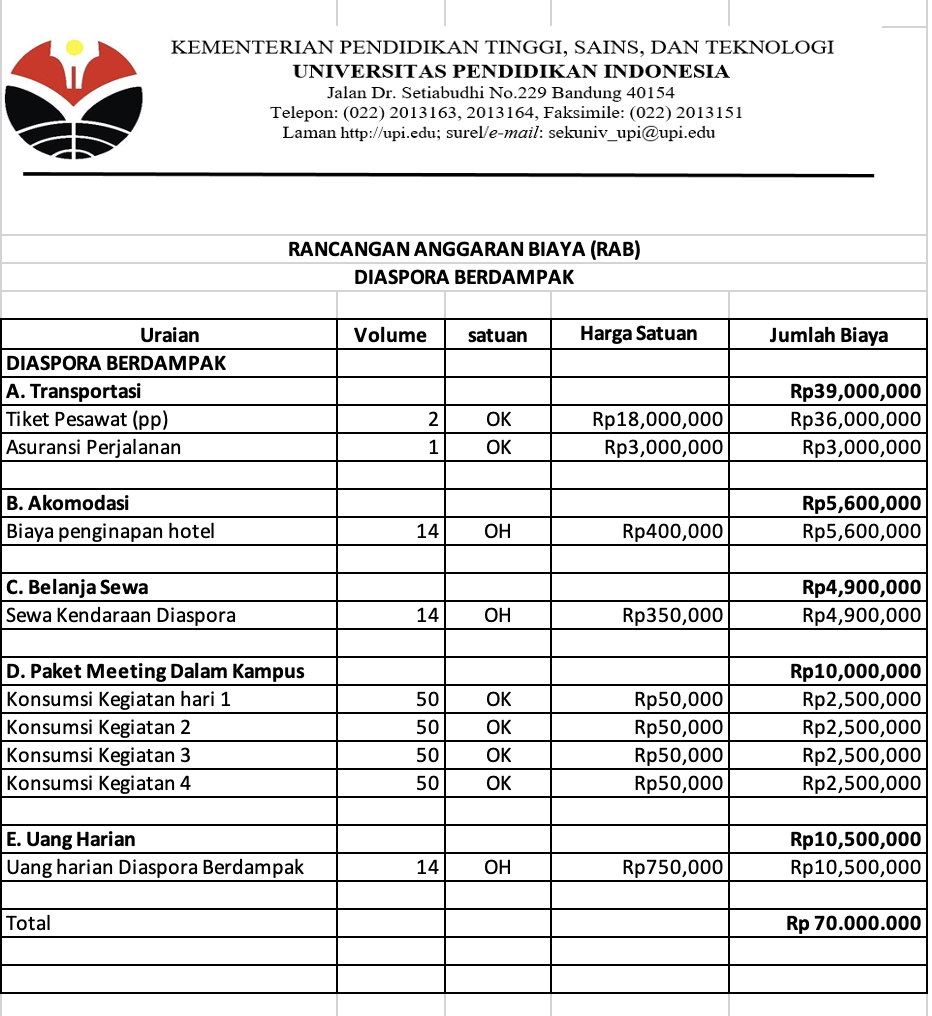 KEMENTERIAN PENDIDIKAN TINGGI, SAINS, DAN TEKNOLOGI
UNIVERSITAS PENDIDIKAN INDONESIA
Jalan Dr. Setiabudhi No.229 Bandung 40154
Telepon: (022) 2013163, 2013164, Faksimile: (022) 2013151
Laman http://upi.edu; surel/e-mail: sekuniv_upi@upi.edu
RANCANGAN ANGGARAN BIAYA (RAB)
DIASPORA BERDAMPAK
Uraian Volume satuan Harga Satuan Jumlah Biaya
DIASPORA BERDAMPAK
A. Transportasi Rp39,000,000
Tiket Pesawat (pp) 2 OK Rp18,000,000 Rp36,000,000
Asuransi Perjalanan 1 OK Rp3,000,000 Rp3,000,000
B. Akomodasi Rp5,600,000
Biaya penginapan hotel 14 OH Rp400,000 Rp5,600,000
C. Belanja Sewa Rp4,900,000
Sewa Kendaraan Diaspora 14 OH Rp350,000 Rp4,900,000
D. Paket Meeting Dalam Kampus Rp10,000,000
Konsumsi Kegiatan hari 1 50 OK Rp50,000 Rp2,500,000
Konsumsi Kegiatan 2 50 OK Rp50,000 Rp2,500,000
Konsumsi Kegiatan 3 50 OK Rp50,000 Rp2,500,000
Konsumsi Kegiatan 4 50 OK Rp50,000 Rp2,500,000
E. Uang Harian Rp10,500,000
Uang harian Diaspora Berdampak 14 OH Rp750,000 Rp10,500,000
Total Rp 70.000.000